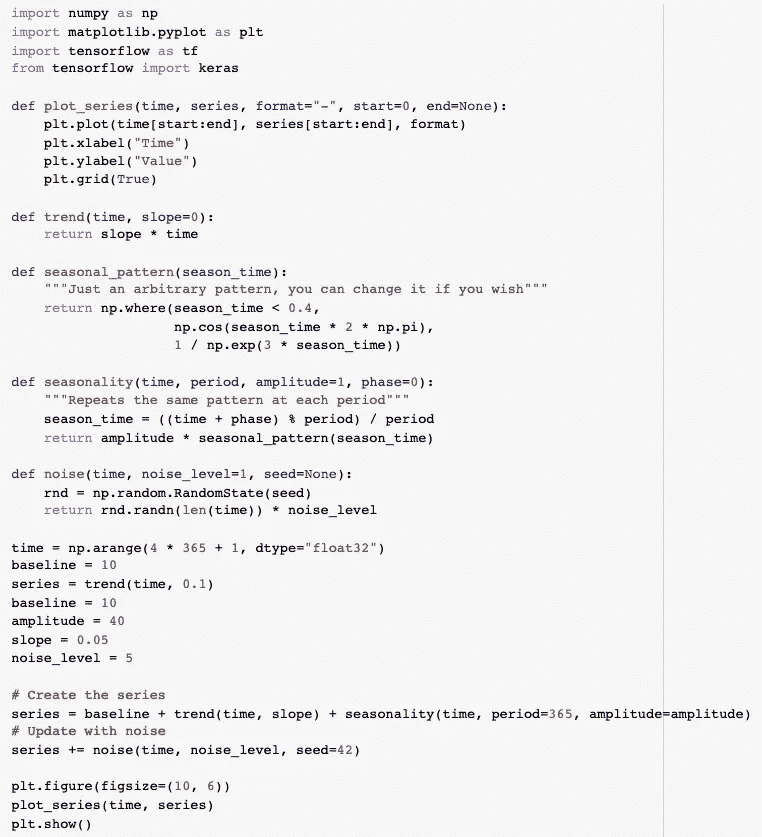 import numpy as np
import matplotlib.pyplot as plt
import tensorflow as tf
from tensorflow import keras

def plot_series(time, series, format="-", start=0, end=None):
    plt.plot(time[start:end], series[start:end], format)
    plt.xlabel("Time")
    plt.ylabel("Value")
    plt.grid(True)

def trend(time, slope=0):
    return slope * time

def seasonal_pattern(season_time):
    """Just an arbitrary pattern, you can change it if you wish"""
    return np.where(season_time < 0.4,
                    np.cos(season_time * 2 * np.pi),
                    1 / np.exp(3 * season_time))

def seasonality(time, period, amplitude=1, phase=0):
    """Repeats the same pattern at each period"""
    season_time = ((time + phase) % period) / period
    return amplitude * seasonal_pattern(season_time)

def noise(time, noise_level=1, seed=None):
    rnd = np.random.RandomState(seed)
    return rnd.randn(len(time)) * noise_level

time = np.arange(4 * 365 + 1, dtype="float32")
baseline = 10
series = trend(time, 0.1)
baseline = 10
amplitude = 40
slope = 0.05
noise_level = 5

# Create the series
series = baseline + trend(time, slope) + seasonality(time, period=365, amplitude=amplitude)
# Update with noise
series += noise(time, noise_level, seed=42)

plt.figure(figsize=(10, 6))
plot_series(time, series)
plt.show()